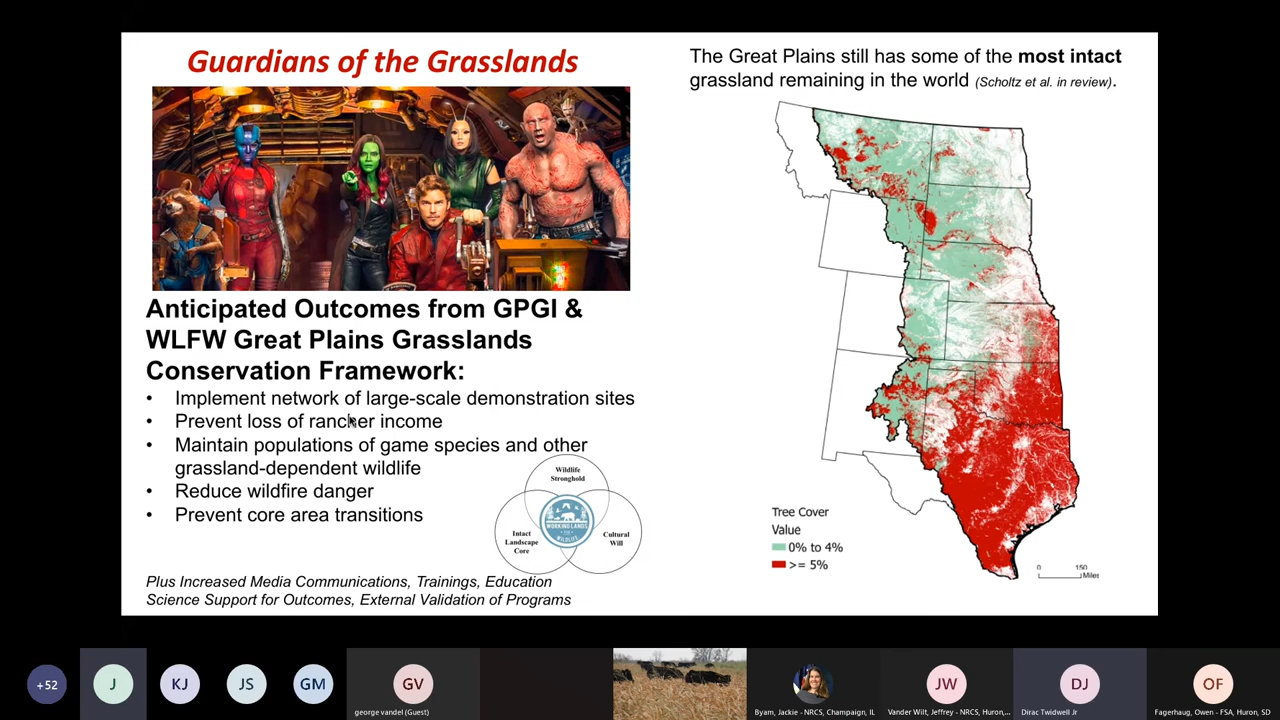 Guardians of the Grasslands
Anticipated Outcomes from GPGI &
WLFW Great Plains Grasslands
Conservation Framework:
• Implement network of large-scale demonstration sites
• Prevent loss of rancher income
• Maintain populations of game species and other
grassland-dependent wildlife
• Reduce wildfire danger
• Prevent core area transitions
Wildlife
Stronghold
WORKING LANDS
WILDLIFE
Intact
Landscape
Core
Cultural
Will
Plus Increased Media Communications, Trainings, Education
Science Support for Outcomes, External Validation of Programs
The Great Plains still has some of the most intact
grassland remaining in the world (Scholtz et al. in review).
Tree Cover
Value
0% to 4%
>= 5%
0 150
Miles
+52
J
KJ
JS
GM
GV
george vandel (Guest)
Byam, Jackie - NRCS, Champaign, IL
JW
Vander Wilt, Jeffrey - NRCS, Huron,...
DJ
Dirac Twidwell Jr
OF
Fagerhaug, Owen - FSA, Huron, SD